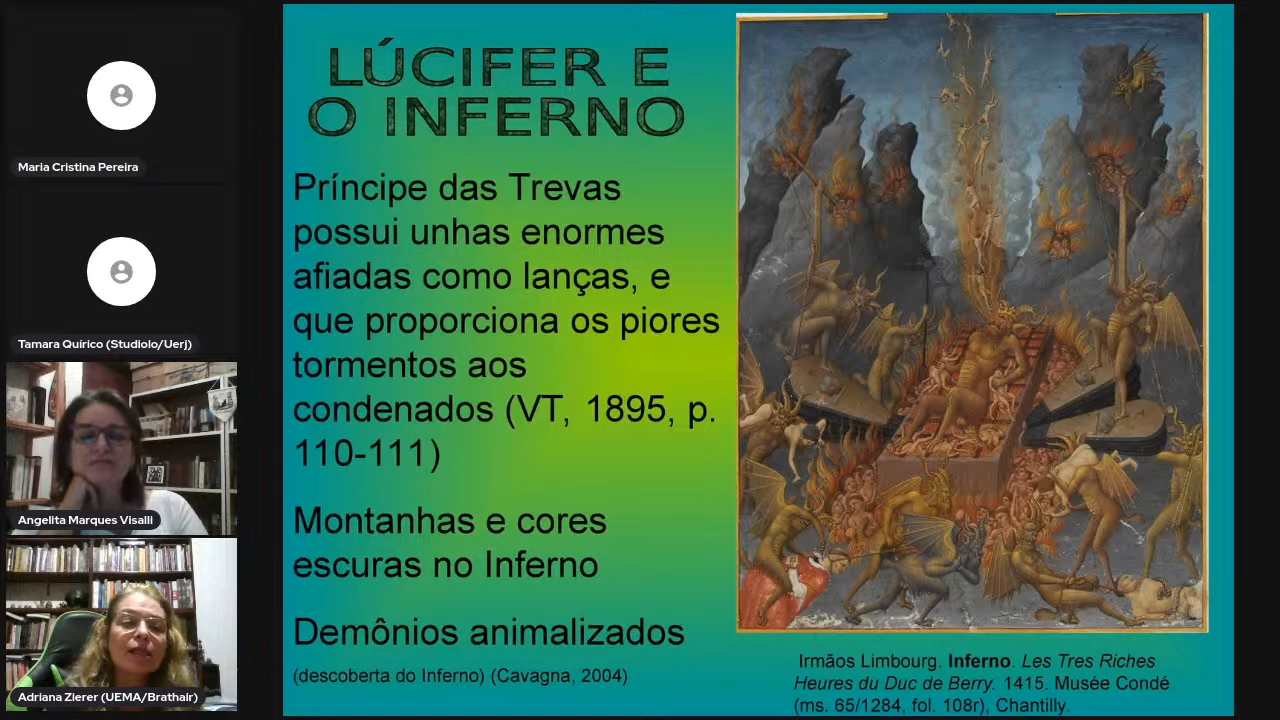 Maria Cristina Pereira
Tamara Quírico (Studiolo/Uerj)
Angelita Marques Visalli
Adriana Zierer (UEMA/Brathair)
LÚCIFER E
O INFERNO
Príncipe das Trevas
possui unhas enormes
afiadas como lanças, e
que proporciona os piores
tormentos aos
condenados (VT, 1895, p.
110-111)
Montanhas e cores
escuras no Inferno
Demônios animalizados
(descoberta do Inferno) (Cavagna, 2004)
Irmãos Limbourg. Inferno. Les Tres Riches
Heures du Duc de Berry. 1415. Musée Condé
(ms. 65/1284, fol. 108r), Chantilly.